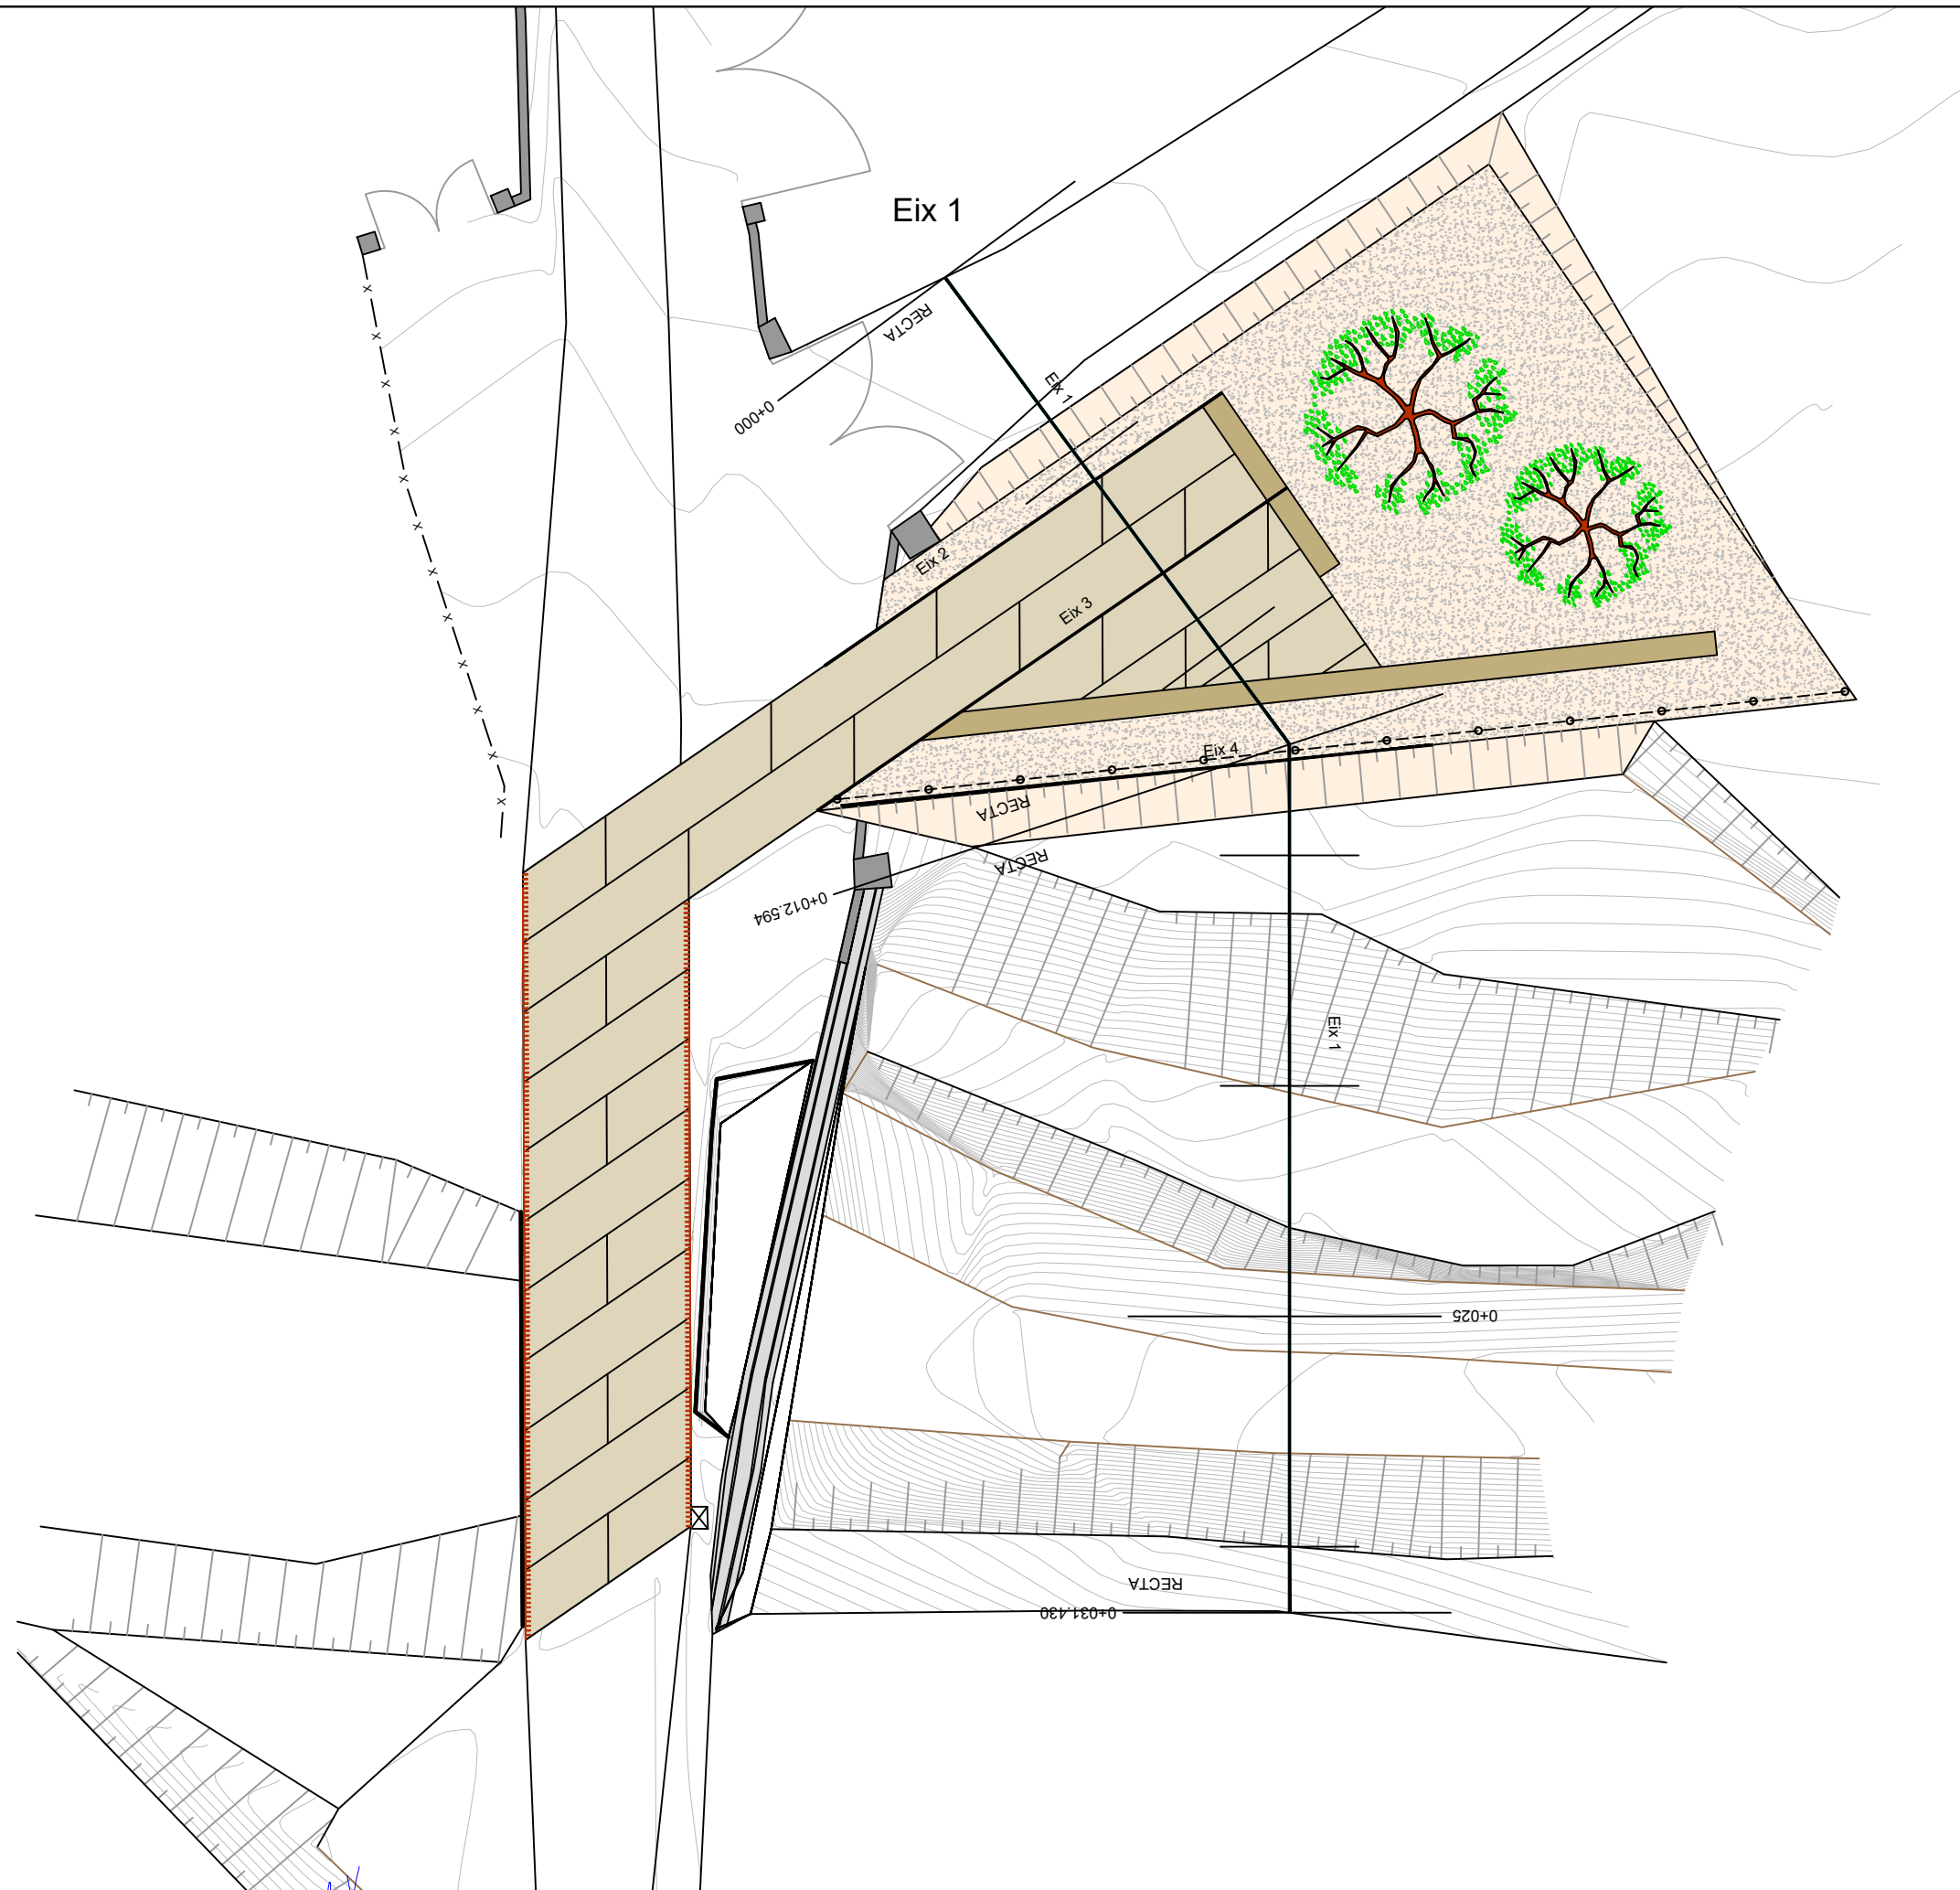 Eix 1
RECTA
Eix 1
0+000
Eix 2
Eix 3
Eix 4
RECTA
RECTA
0+012.594
Eix 1
0+025
RECTA
0+031.430